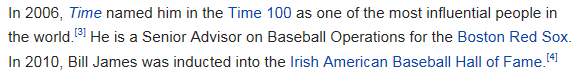 In 2006, Time named him in the Time 100 as one of the most influential people in
the world.[3] He is a Senior Advisor on Baseball Operations for the Boston Red Sox.
In 2010, Bill James was inducted into the Irish American Baseball Hall of Fame.[4]